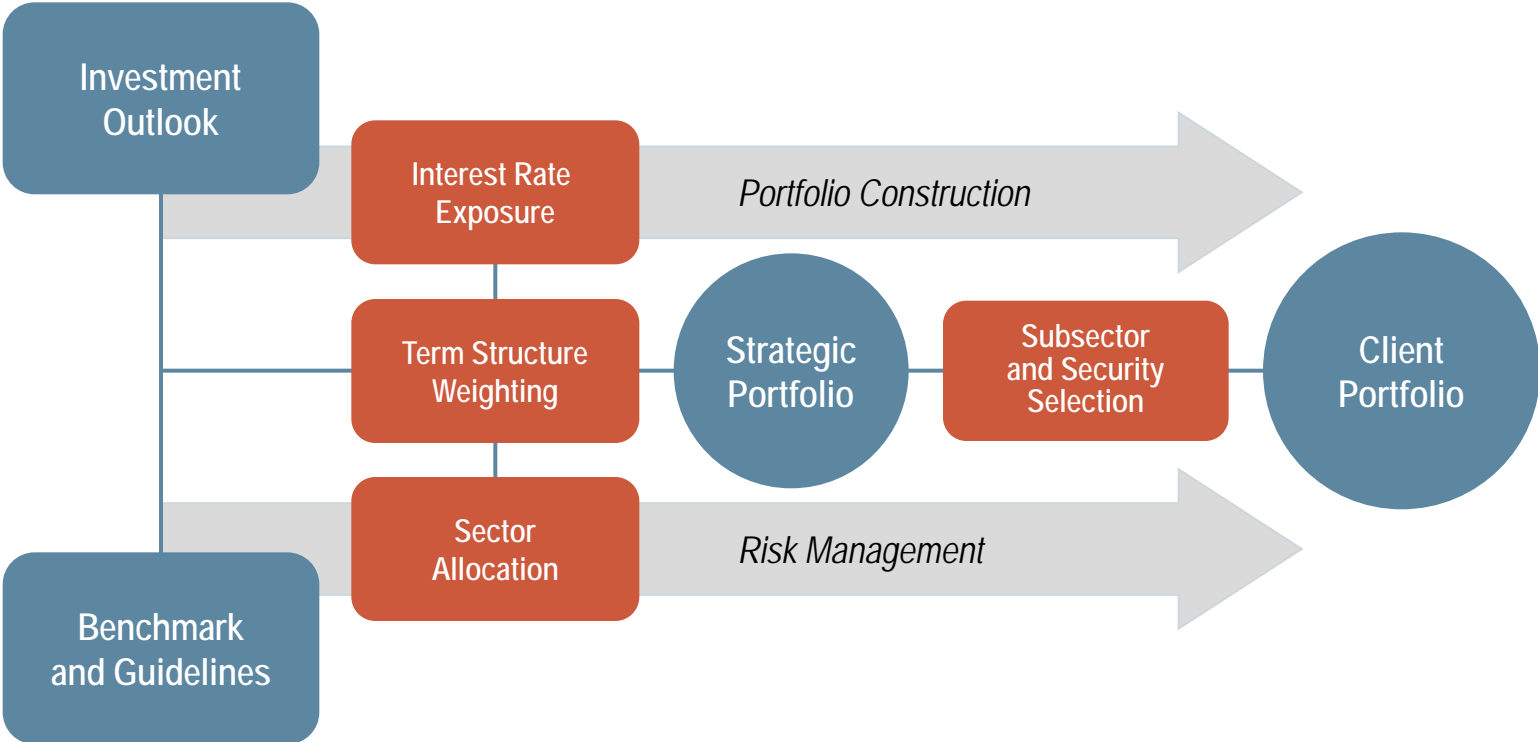 Investment
Outlook
Interest Rate
Exposure
Portfolio Construction
Term Structure
Weighting
Strategic
Portfolio
Subsector
and Security
Selection
Client
Portfolio
Sector
Allocation
Risk Management
Benchmark
and Guidelines